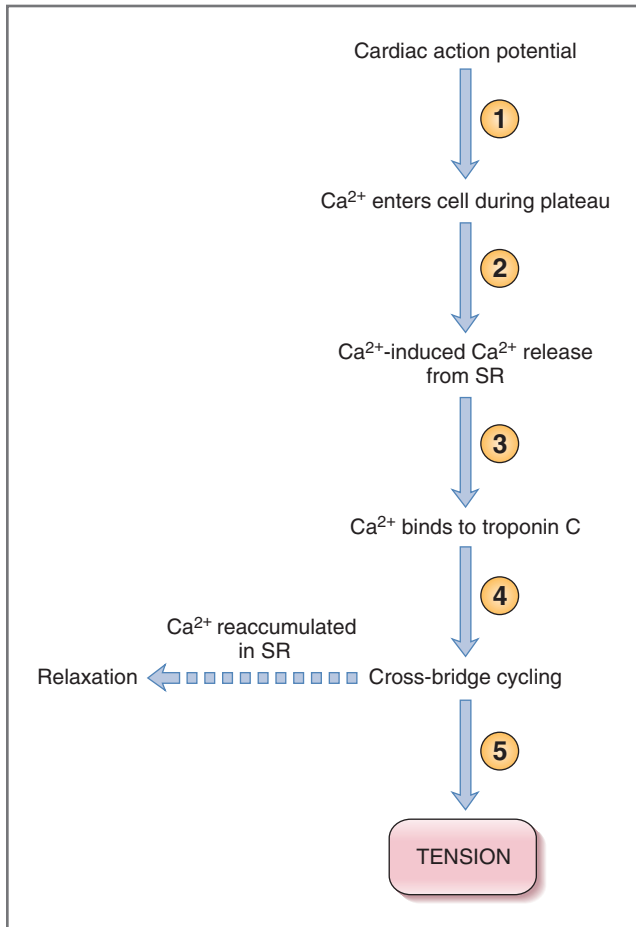 Cardiac action potential
1
Ca²⁺ enters cell during plateau
2
Ca²⁺-induced Ca²⁺ release
from SR
3
Ca²⁺ binds to troponin C
4
Ca²⁺ reaccumulated
in SR
Relaxation
Cross-bridge cycling
5
TENSION